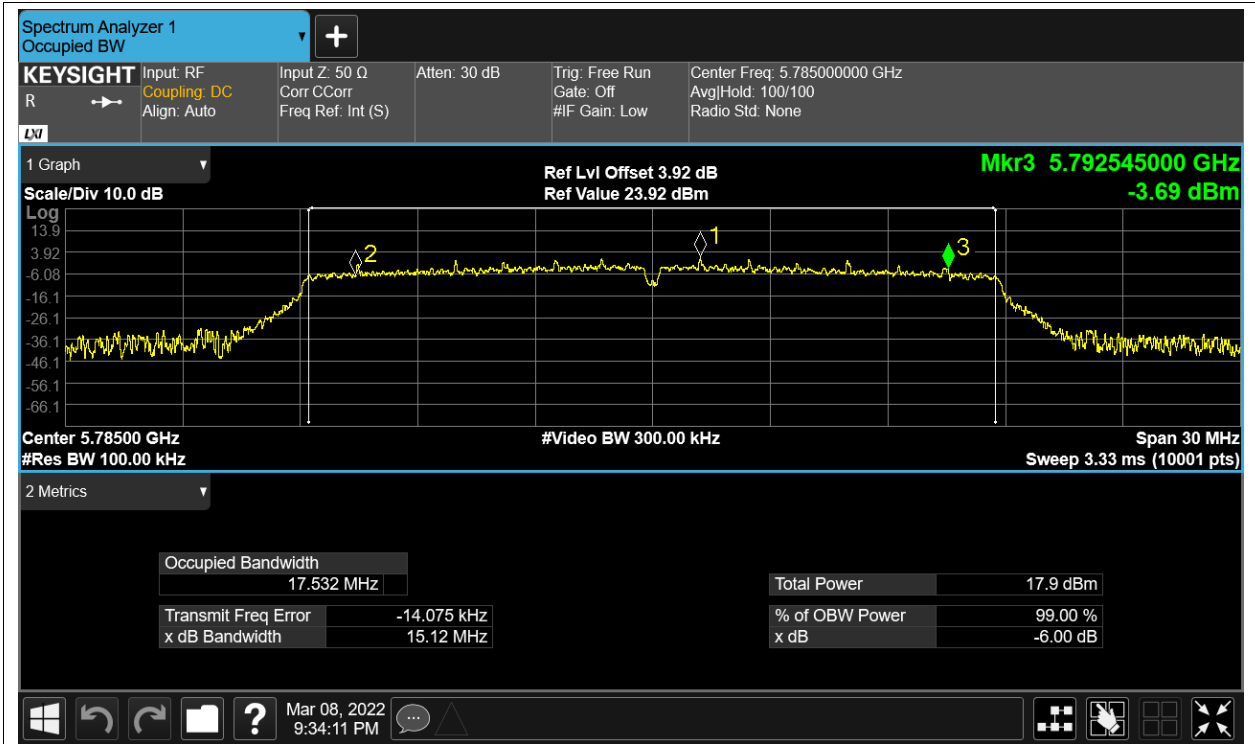 Spectrum Analyzer 1
Occupied BW
KEYSIGHT
R
LXI
Input: RF
Coupling: DC
Align: Auto
Input Z: 50 Ω
Corr CCorr
Freq Ref: Int (S)
Atten: 30 dB
Trig: Free Run
Gate: Off
#IF Gain: Low
Center Freq: 5.785000000 GHz
Avg|Hold: 100/100
Radio Std: None
1 Graph
Scale/Div 10.0 dB
Ref Lvl Offset 3.92 dB
Ref Value 23.92 dBm
Mkr3 5.792545000 GHz
-3.69 dBm
Log
13.9
3.92
-6.08
-16.1
-26.1
-36.1
-46.1
-56.1
-66.1
2
1
3
Center 5.78500 GHz
#Res BW 100.00 kHz
#Video BW 300.00 kHz
Span 30 MHz
Sweep 3.33 ms (10001 pts)
2 Metrics
Occupied Bandwidth
17.532 MHz
Transmit Freq Error -14.075 kHz
x dB Bandwidth 15.12 MHz
Total Power 17.9 dBm
% of OBW Power 99.00 %
x dB -6.00 dB
?
Mar 08, 2022
9:34:11 PM